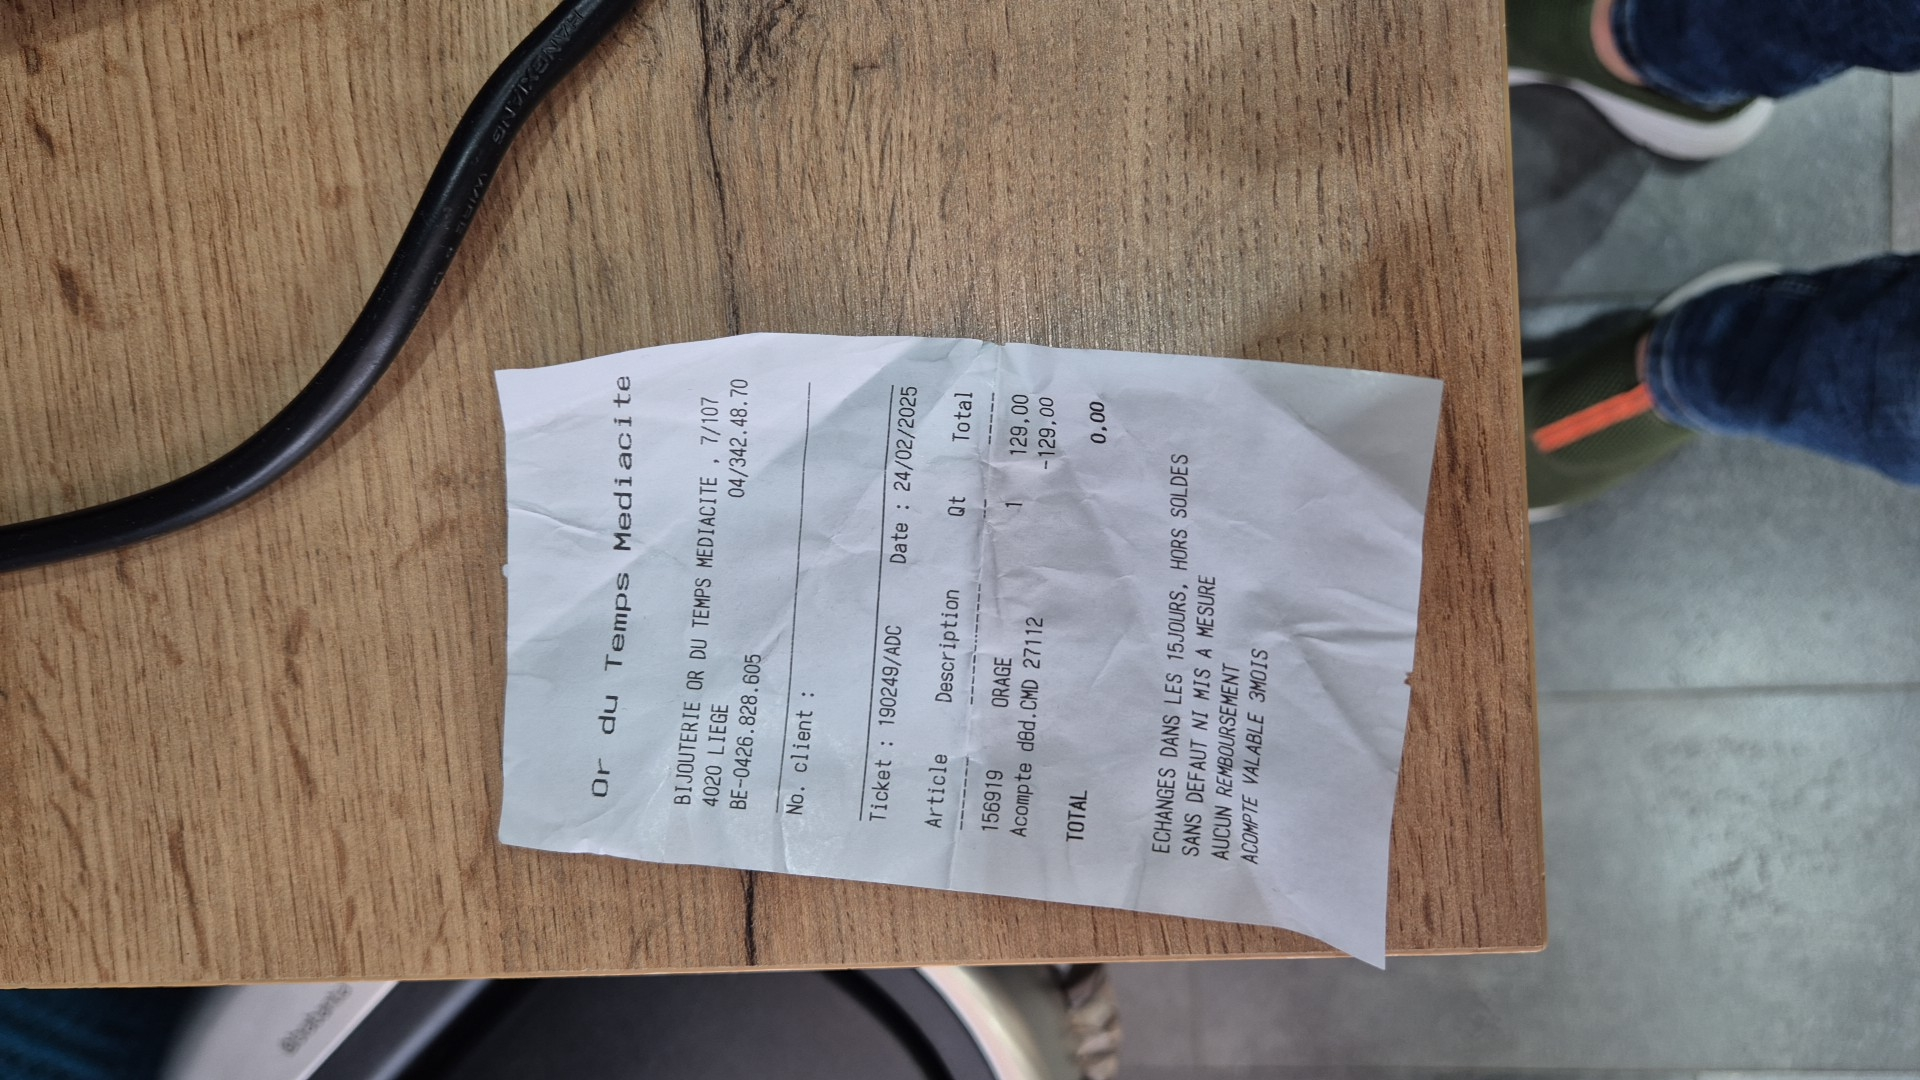 Or du Temps Mediacite
BIJOUTERIE OR DU TEMPS MEDIACITE , 7/107
4020 LIEGE 04/342.48.70
BE-0426.828.605
No. client :
Ticket : 190249/ADC Date : 24/02/2025
Article Description Qt Total
156919 ORAGE 1 129,00
Acompte déd.CMD 27112 -129,00
TOTAL 0,00
ECHANGES DANS LES 15JOURS, HORS SOLDES
SANS DEFAUT NI MIS A MESURE
AUCUN REMBOURSEMENT
ACOMPTE VALABLE 3MOIS